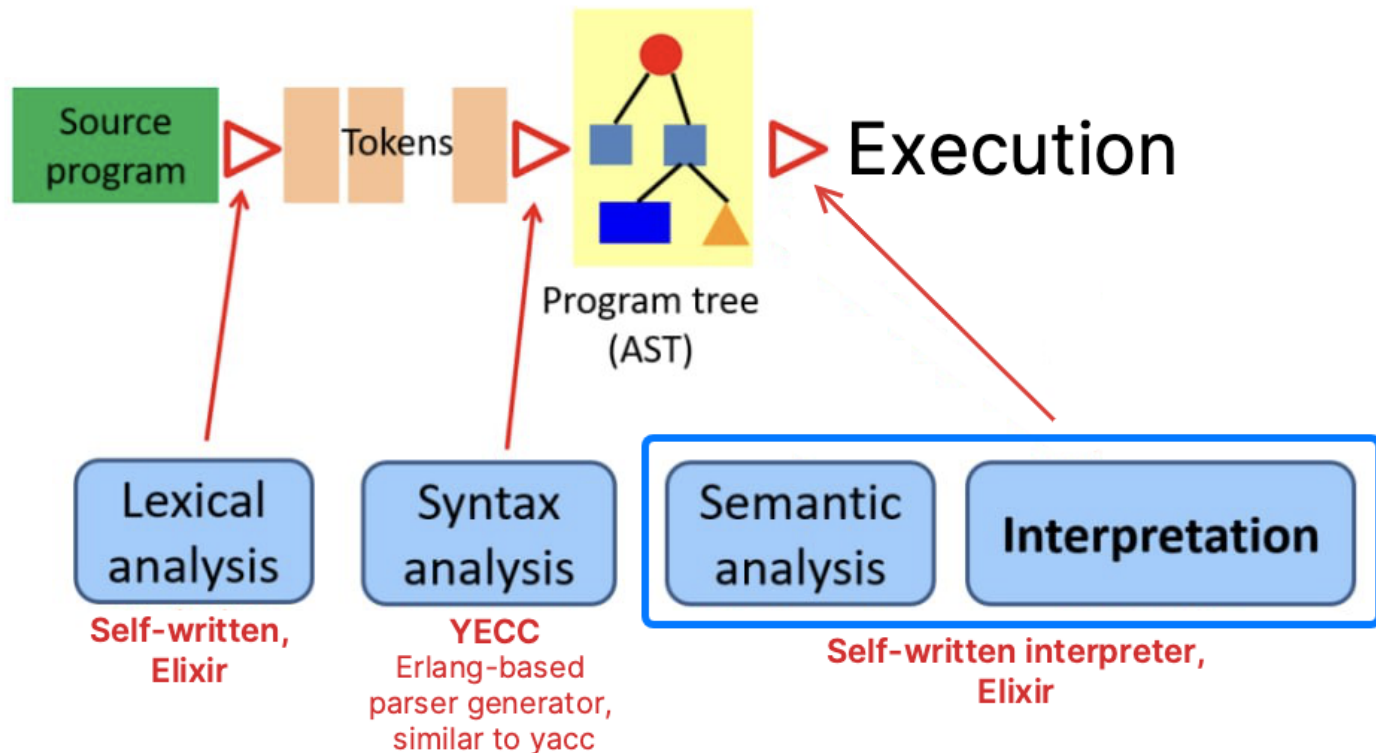 Source
program
Tokens
Execution
Program tree
(AST)
Lexical
analysis
Self-written,
Elixir
Syntax
analysis
YECC
Erlang-based
parser generator,
similar to yacc
Semantic
analysis
Interpretation
Self-written interpreter,
Elixir